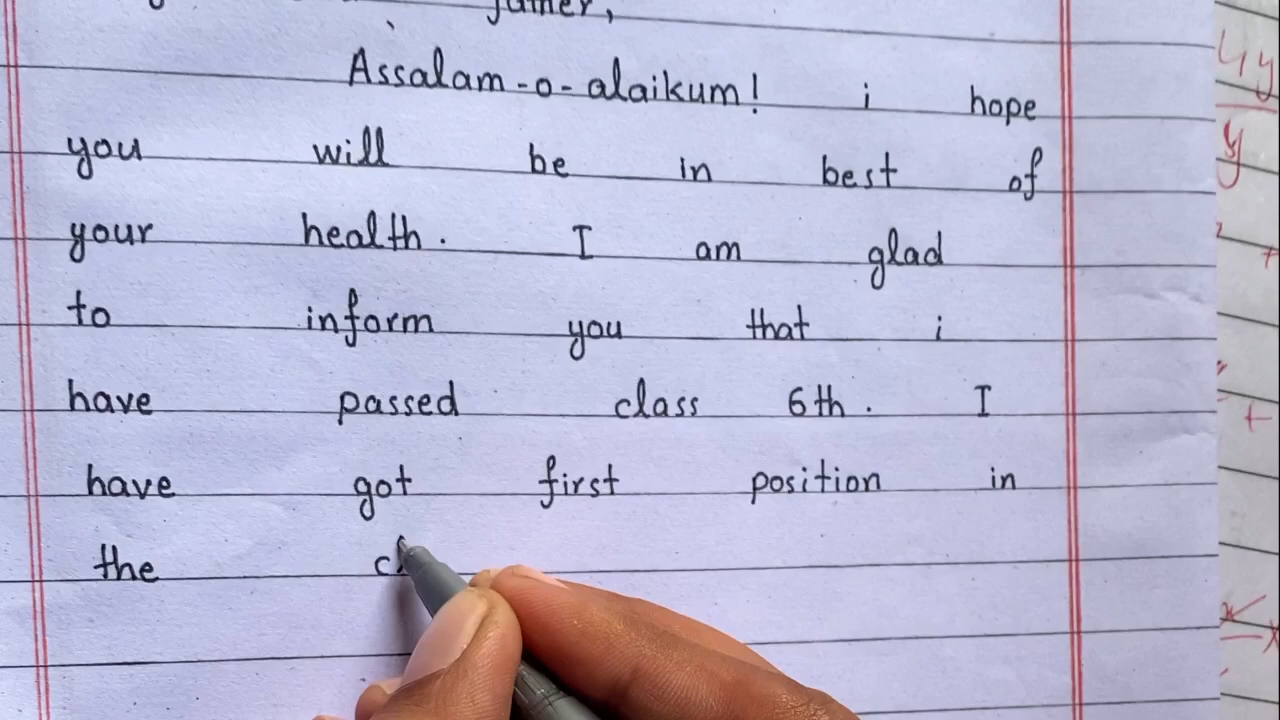 father,
Assalam-o-alaikum! i hope
you will be in best of
your health. I am glad
to inform you that i
have passed class 6th. I
have got first position in
the